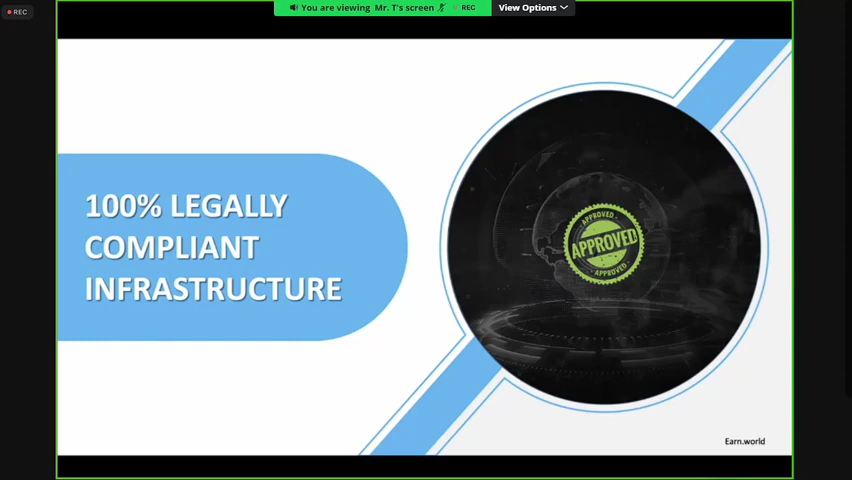 REC
You are viewing Mr. T's screen
REC
View Options
100% LEGALLY
COMPLIANT
INFRASTRUCTURE
APPROVED
APPROVED
APPROVED
Earn.world